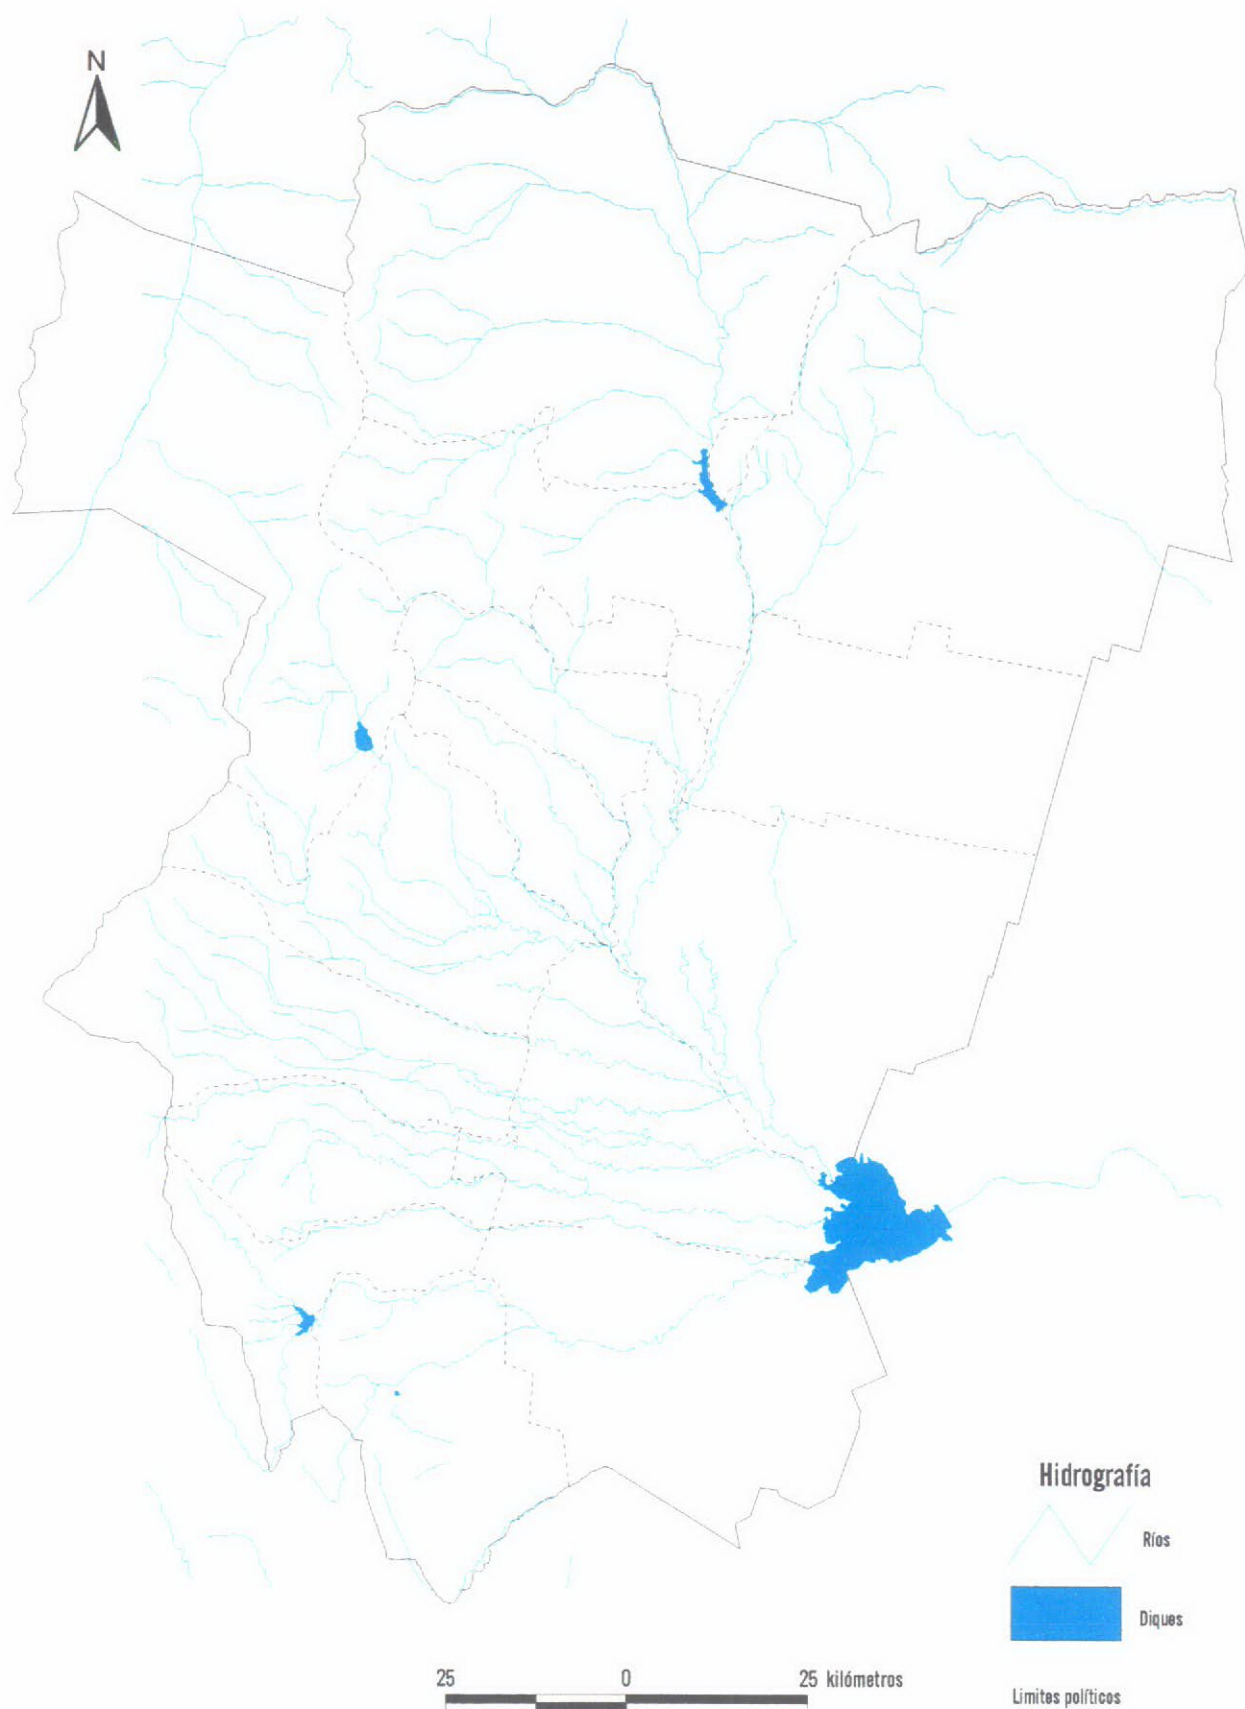 N
Hidrografía
Ríos
Diques
25 0 25 kilómetros
Limites políticos